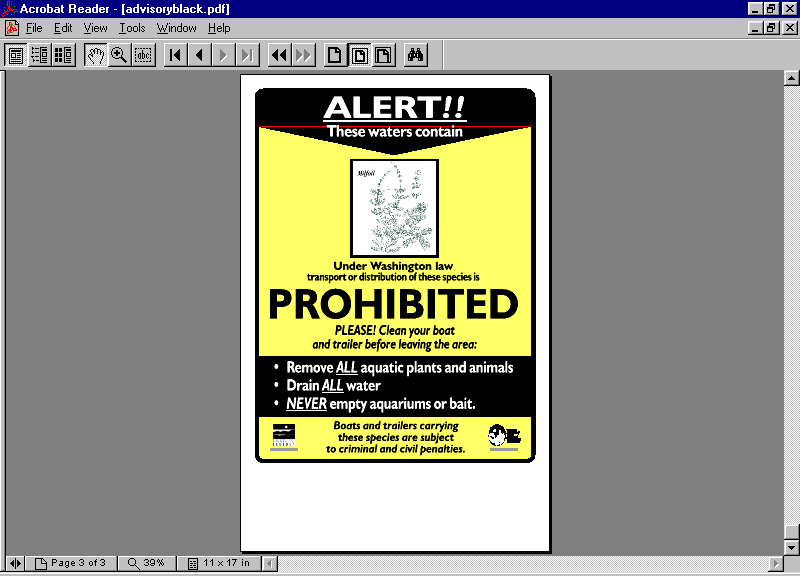 Acrobat Reader - [advisoryblack.pdf]
File Edit View Tools Window Help
abc
ALERT!!
These waters contain
Milfoil
Under Washington law
transport or distribution of these species is
PROHIBITED
PLEASE! Clean your boat
and trailer before leaving the area:
• Remove ALL aquatic plants and animals
• Drain ALL water
• NEVER empty aquariums or bait.
Boats and trailers carrying
these species are subject
to criminal and civil penalties.
Page 3 of 3 39% 11 x 17 in